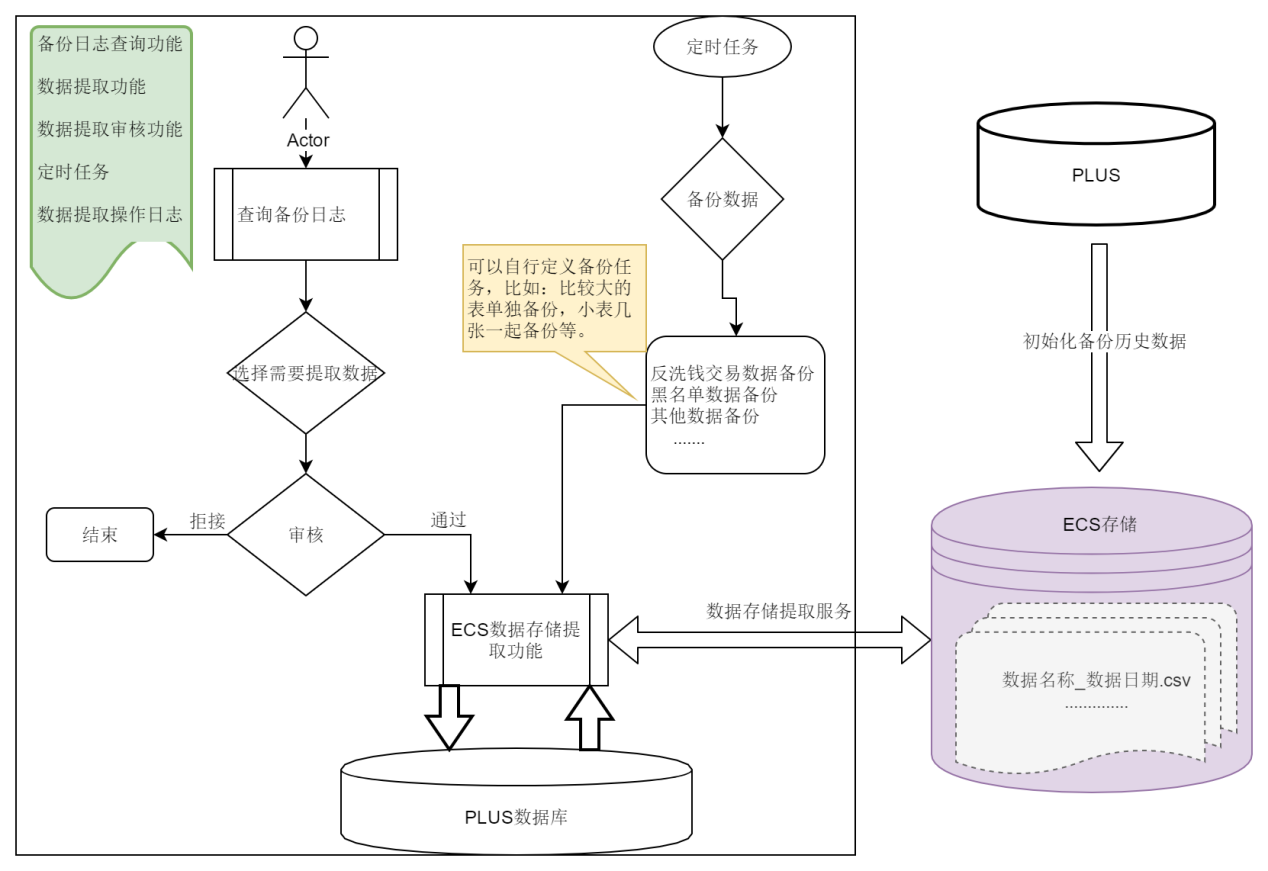 备份日志查询功能
数据提取功能
数据提取审核功能
定时任务
数据提取操作日志
Actor
查询备份日志
选择需要提取数据
审核
拒接
结束
通过
定时任务
备份数据
可以自行定义备份任
务，比如：比较大的
表单独备份，小表几
张一起备份等。
反洗钱交易数据备份
黑名单数据备份
其他数据备份
.......
ECS数据存储提
取功能
数据存储提取服务
PLUS数据库
PLUS
初始化备份历史数据
ECS存储
数据名称_数据日期.csv
..............